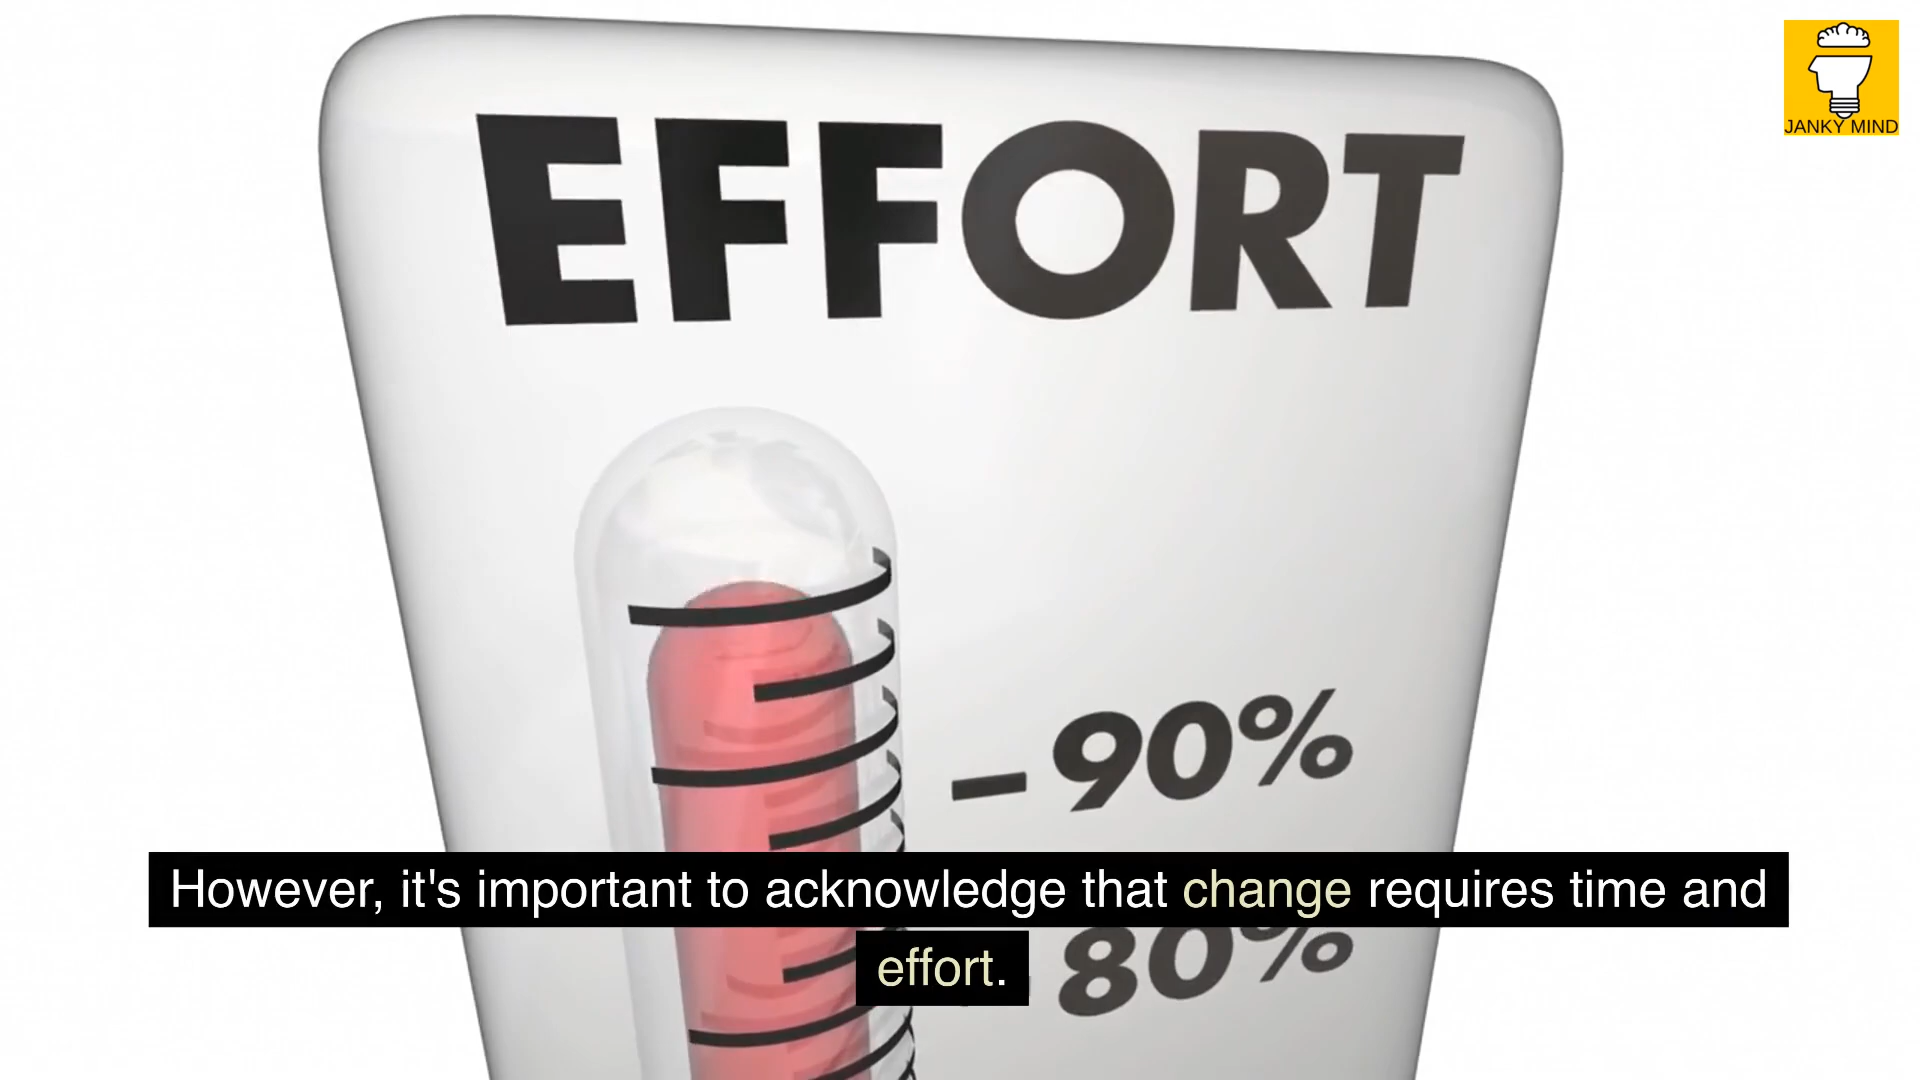 JANKY MIND
EFFORT
-90%
However, it's important to acknowledge that change requires time and
effort.
80%